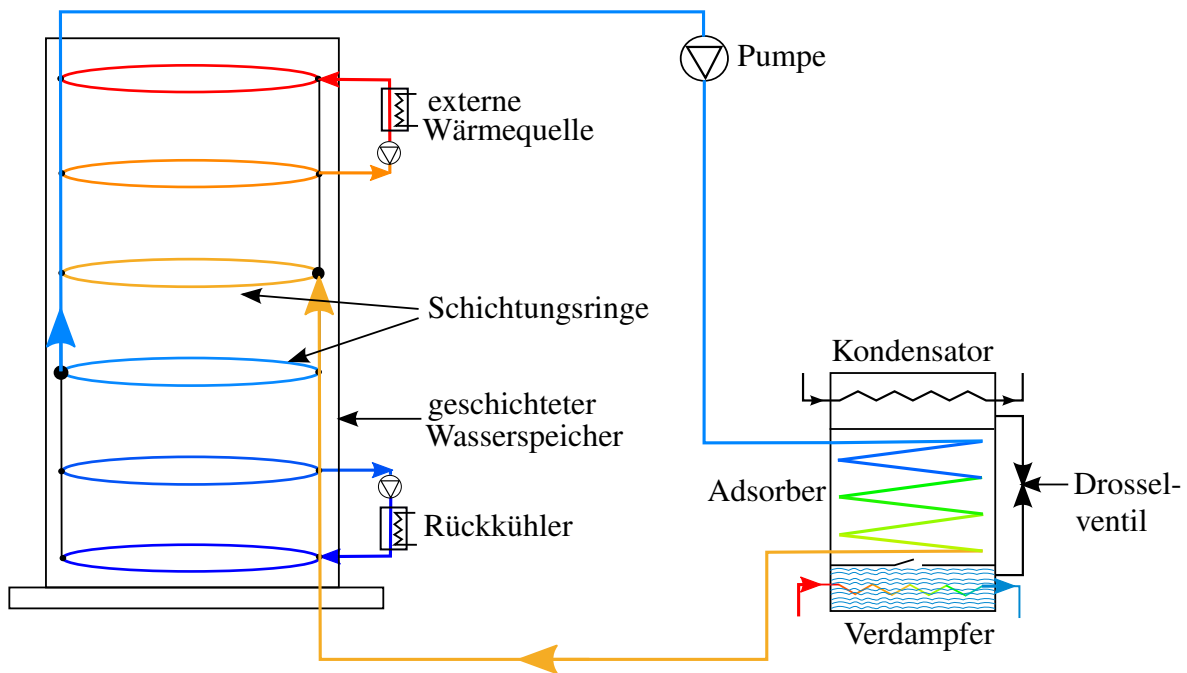 Pumpe
externe
Wärmequelle
Schichtungsringe
Kondensator
geschichteter
Wasserspeicher
Adsorber
Drossel-
ventil
Rückkühler
Verdampfer